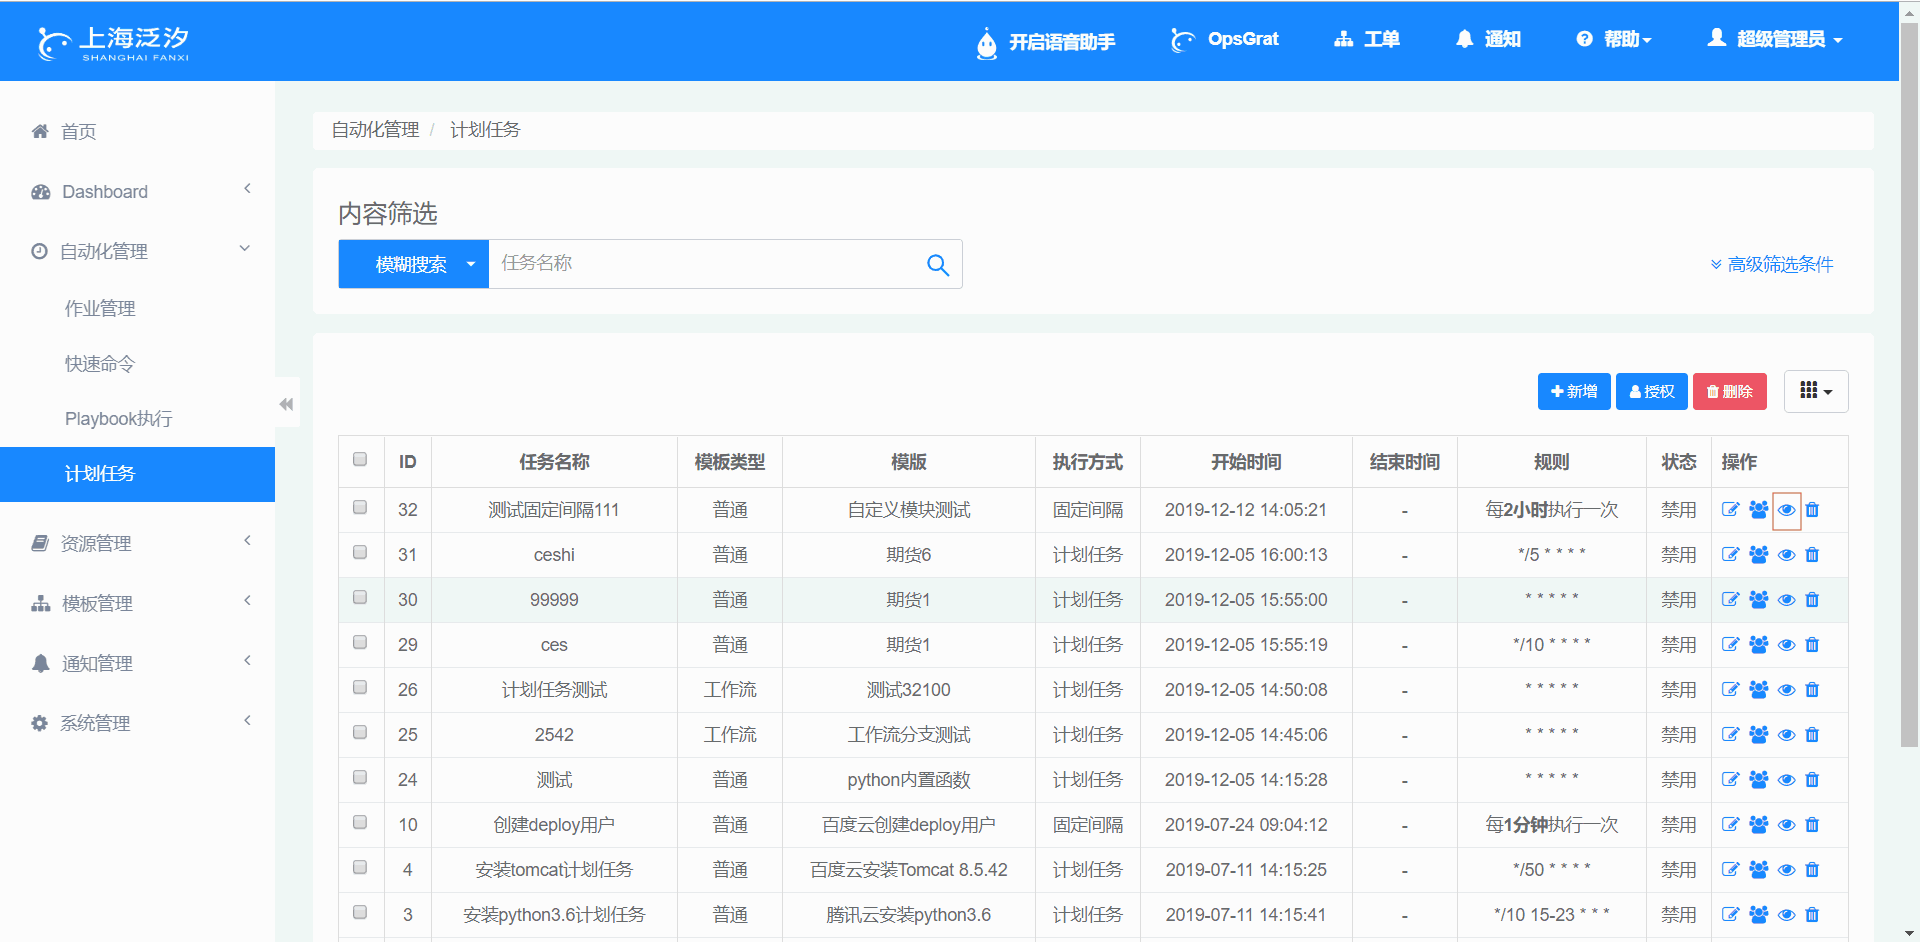 上海泛汐
SHANGHAI FANXI
开启语音助手
OpsGrat
工单
通知
帮助
超级管理员
首页
Dashboard
自动化管理
作业管理
快速命令
Playbook执行
计划任务
资源管理
模板管理
通知管理
系统管理
自动化管理 / 计划任务
内容筛选
模糊搜索 任务名称
高级筛选条件
新增 授权 删除
ID 任务名称 模板类型 模版 执行方式 开始时间 结束时间 规则 状态 操作
32 测试固定间隔111 普通 自定义模块测试 固定间隔 2019-12-12 14:05:21 - 每2小时执行一次 禁用
31 ceshi 普通 期货6 计划任务 2019-12-05 16:00:13 - */5 * * * * 禁用
30 99999 普通 期货1 计划任务 2019-12-05 15:55:00 - * * * * * 禁用
29 ces 普通 期货1 计划任务 2019-12-05 15:55:19 - */10 * * * * 禁用
26 计划任务测试 工作流 测试32100 计划任务 2019-12-05 14:50:08 - * * * * * 禁用
25 2542 工作流 工作流分支测试 计划任务 2019-12-05 14:45:06 - * * * * * 禁用
24 测试 普通 python内置函数 计划任务 2019-12-05 14:15:28 - * * * * * 禁用
10 创建deploy用户 普通 百度云创建deploy用户 固定间隔 2019-07-24 09:04:12 - 每1分钟执行一次 禁用
4 安装tomcat计划任务 普通 百度云安装Tomcat 8.5.42 计划任务 2019-07-11 14:15:25 - */50 * * * * 禁用
3 安装python3.6计划任务 普通 腾讯云安装python3.6 计划任务 2019-07-11 14:15:41 - */10 15-23 * * * 禁用